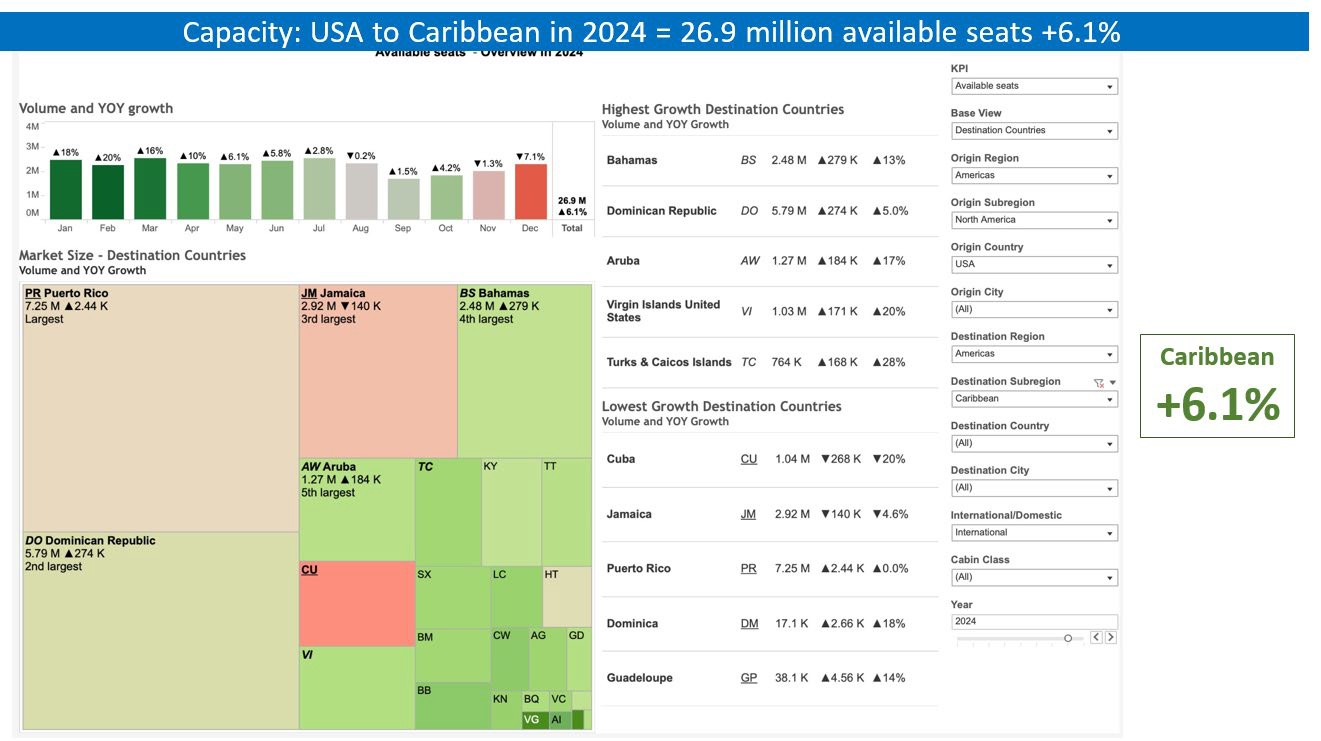 Capacity: USA to Caribbean in 2024 = 26.9 million available seats +6.1%
Available seats - Overview in 2024
Volume and YOY growth
4M
3M
2M
1M
0M
▲18%
▲20%
▲16%
▲10%
▲6.1%
▲5.8%
▲2.8%
▼0.2%
▲1.5%
▲4.2%
▼1.3%
▼7.1%
26.9 M
▲6.1%
Jan Feb Mar Apr May Jun Jul Aug Sep Oct Nov Dec Total
Market Size - Destination Countries
Volume and YOY Growth
PR Puerto Rico
7.25 M ▲2.44 K
Largest
DO Dominican Republic
5.79 M ▲274 K
2nd largest
JM Jamaica
2.92 M ▼140 K
3rd largest
BS Bahamas
2.48 M ▲279 K
4th largest
AW Aruba
1.27 M ▲184 K
5th largest
CU
VI
TC
KY
TT
SX
LC
HT
BM
CW
AG
GD
BB
KN
BQ
VC
VG
AI
Highest Growth Destination Countries
Volume and YOY Growth
Bahamas BS 2.48 M ▲279 K ▲13%
Dominican Republic DO 5.79 M ▲274 K ▲5.0%
Aruba AW 1.27 M ▲184 K ▲17%
Virgin Islands United
States VI 1.03 M ▲171 K ▲20%
Turks & Caicos Islands TC 764 K ▲168 K ▲28%
Lowest Growth Destination Countries
Volume and YOY Growth
Cuba CU 1.04 M ▼268 K ▼20%
Jamaica JM 2.92 M ▼140 K ▼4.6%
Puerto Rico PR 7.25 M ▲2.44 K ▲0.0%
Dominica DM 17.1 K ▲2.66 K ▲18%
Guadeloupe GP 38.1 K ▲4.56 K ▲14%
KPI
Available seats
Base View
Destination Countries
Origin Region
Americas
Origin Subregion
North America
Origin Country
USA
Origin City
(All)
Destination Region
Americas
Destination Subregion
Caribbean
Destination Country
(All)
Destination City
(All)
International/Domestic
International
Cabin Class
(All)
Year
2024
Caribbean
+6.1%